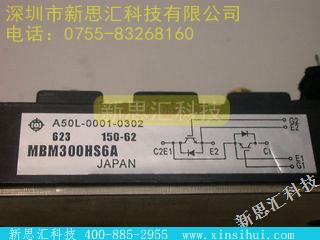 深圳市新思汇科技有限公司
电话：0755-83268160
新思汇科技
A50L-0001-0302
623 150-62
MBM300HS6A
JAPAN
C2E1 E2 C1
G2
E2
E1
G1
新思汇科技
新思汇科技 400-885-2955 www.xinsihui.com